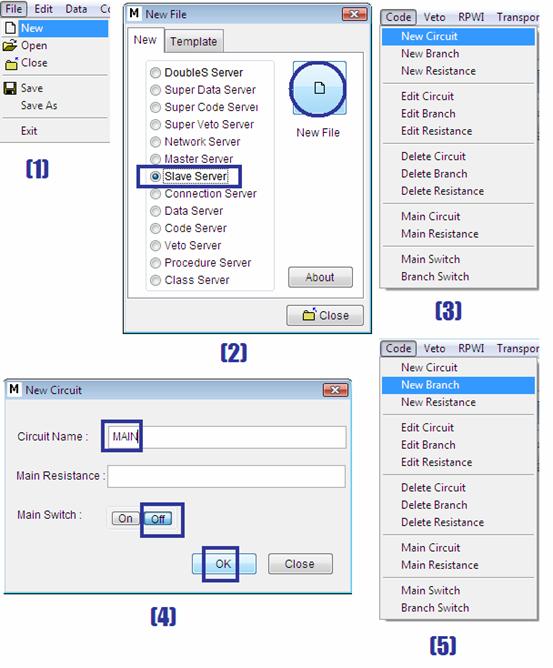 File Edit Data Co
New
Open
Close
Save
Save As
Exit
(1)
M New File
New Template
DoubleS Server
Super Data Server
Super Code Server
Super Veto Server
Network Server
Master Server
Slave Server
Connection Server
Data Server
Code Server
Veto Server
Procedure Server
Class Server
New File
About
Close
(2)
Code Veto RPWI Transpor
New Circuit
New Branch
New Resistance
Edit Circuit
Edit Branch
Edit Resistance
Delete Circuit
Delete Branch
Delete Resistance
Main Circuit
Main Resistance
Main Switch
Branch Switch
(3)
M New Circuit
Circuit Name : MAIN
Main Resistance :
Main Switch : On Off
OK Close
(4)
Code Veto RPWI Transpor
New Circuit
New Branch
New Resistance
Edit Circuit
Edit Branch
Edit Resistance
Delete Circuit
Delete Branch
Delete Resistance
Main Circuit
Main Resistance
Main Switch
Branch Switch
(5)